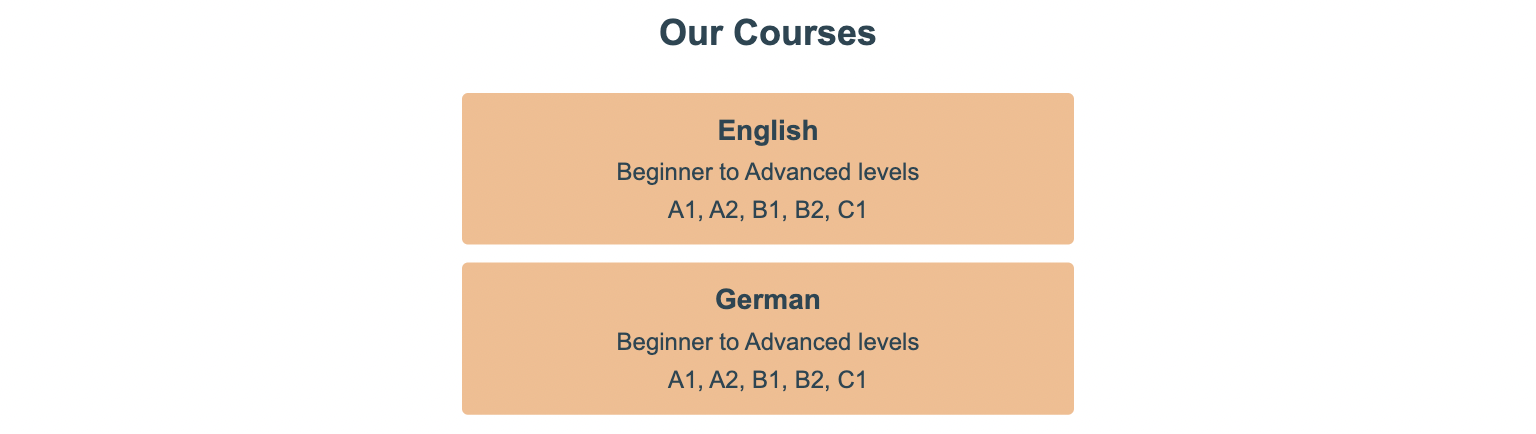 Our Courses
English
Beginner to Advanced levels
A1, A2, B1, B2, C1
German
Beginner to Advanced levels
A1, A2, B1, B2, C1